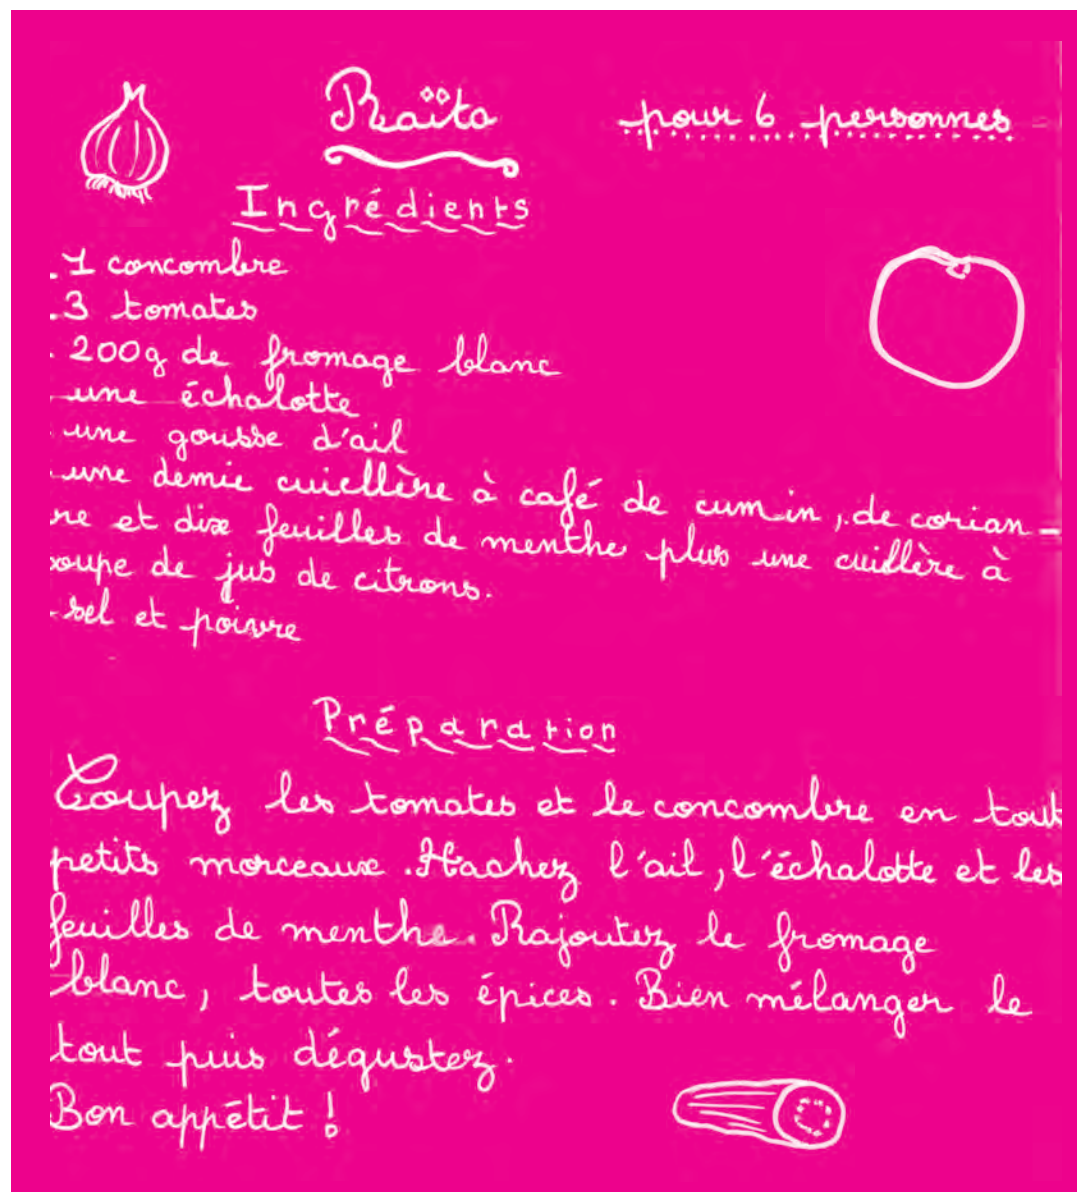 Raïta pour 6 personnes
Ingrédients
. 1 concombre
. 3 tomates
. 200g de fromage blanc
. une échalotte
. une gousse d'ail
. une demie cuiellère à café de cumin, de corian-
re et dix feuilles de menthe plus une cuillère à
soupe de jus de citrons.
. sel et poivre
Préparation
Coupez les tomates et le concombre en tout
petits morceaux. Hachez l'ail, l'échalotte et les
feuilles de menthe. Rajoutez le fromage
blanc, toutes les épices. Bien mélanger le
tout puis dégustez.
Bon appétit !